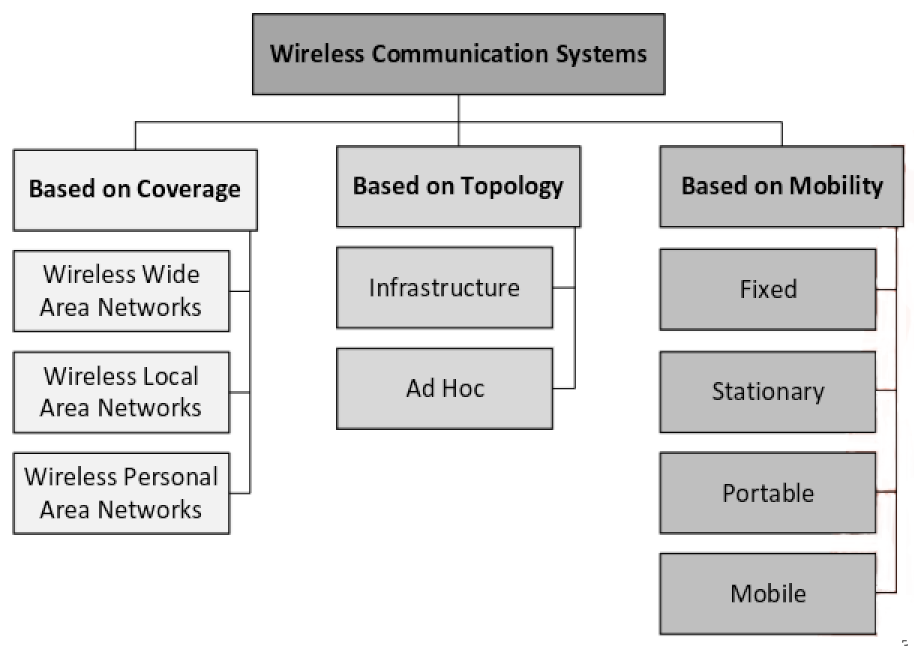 Wireless Communication Systems
Based on Coverage
Wireless Wide
Area Networks
Wireless Local
Area Networks
Wireless Personal
Area Networks
Based on Topology
Infrastructure
Ad Hoc
Based on Mobility
Fixed
Stationary
Portable
Mobile